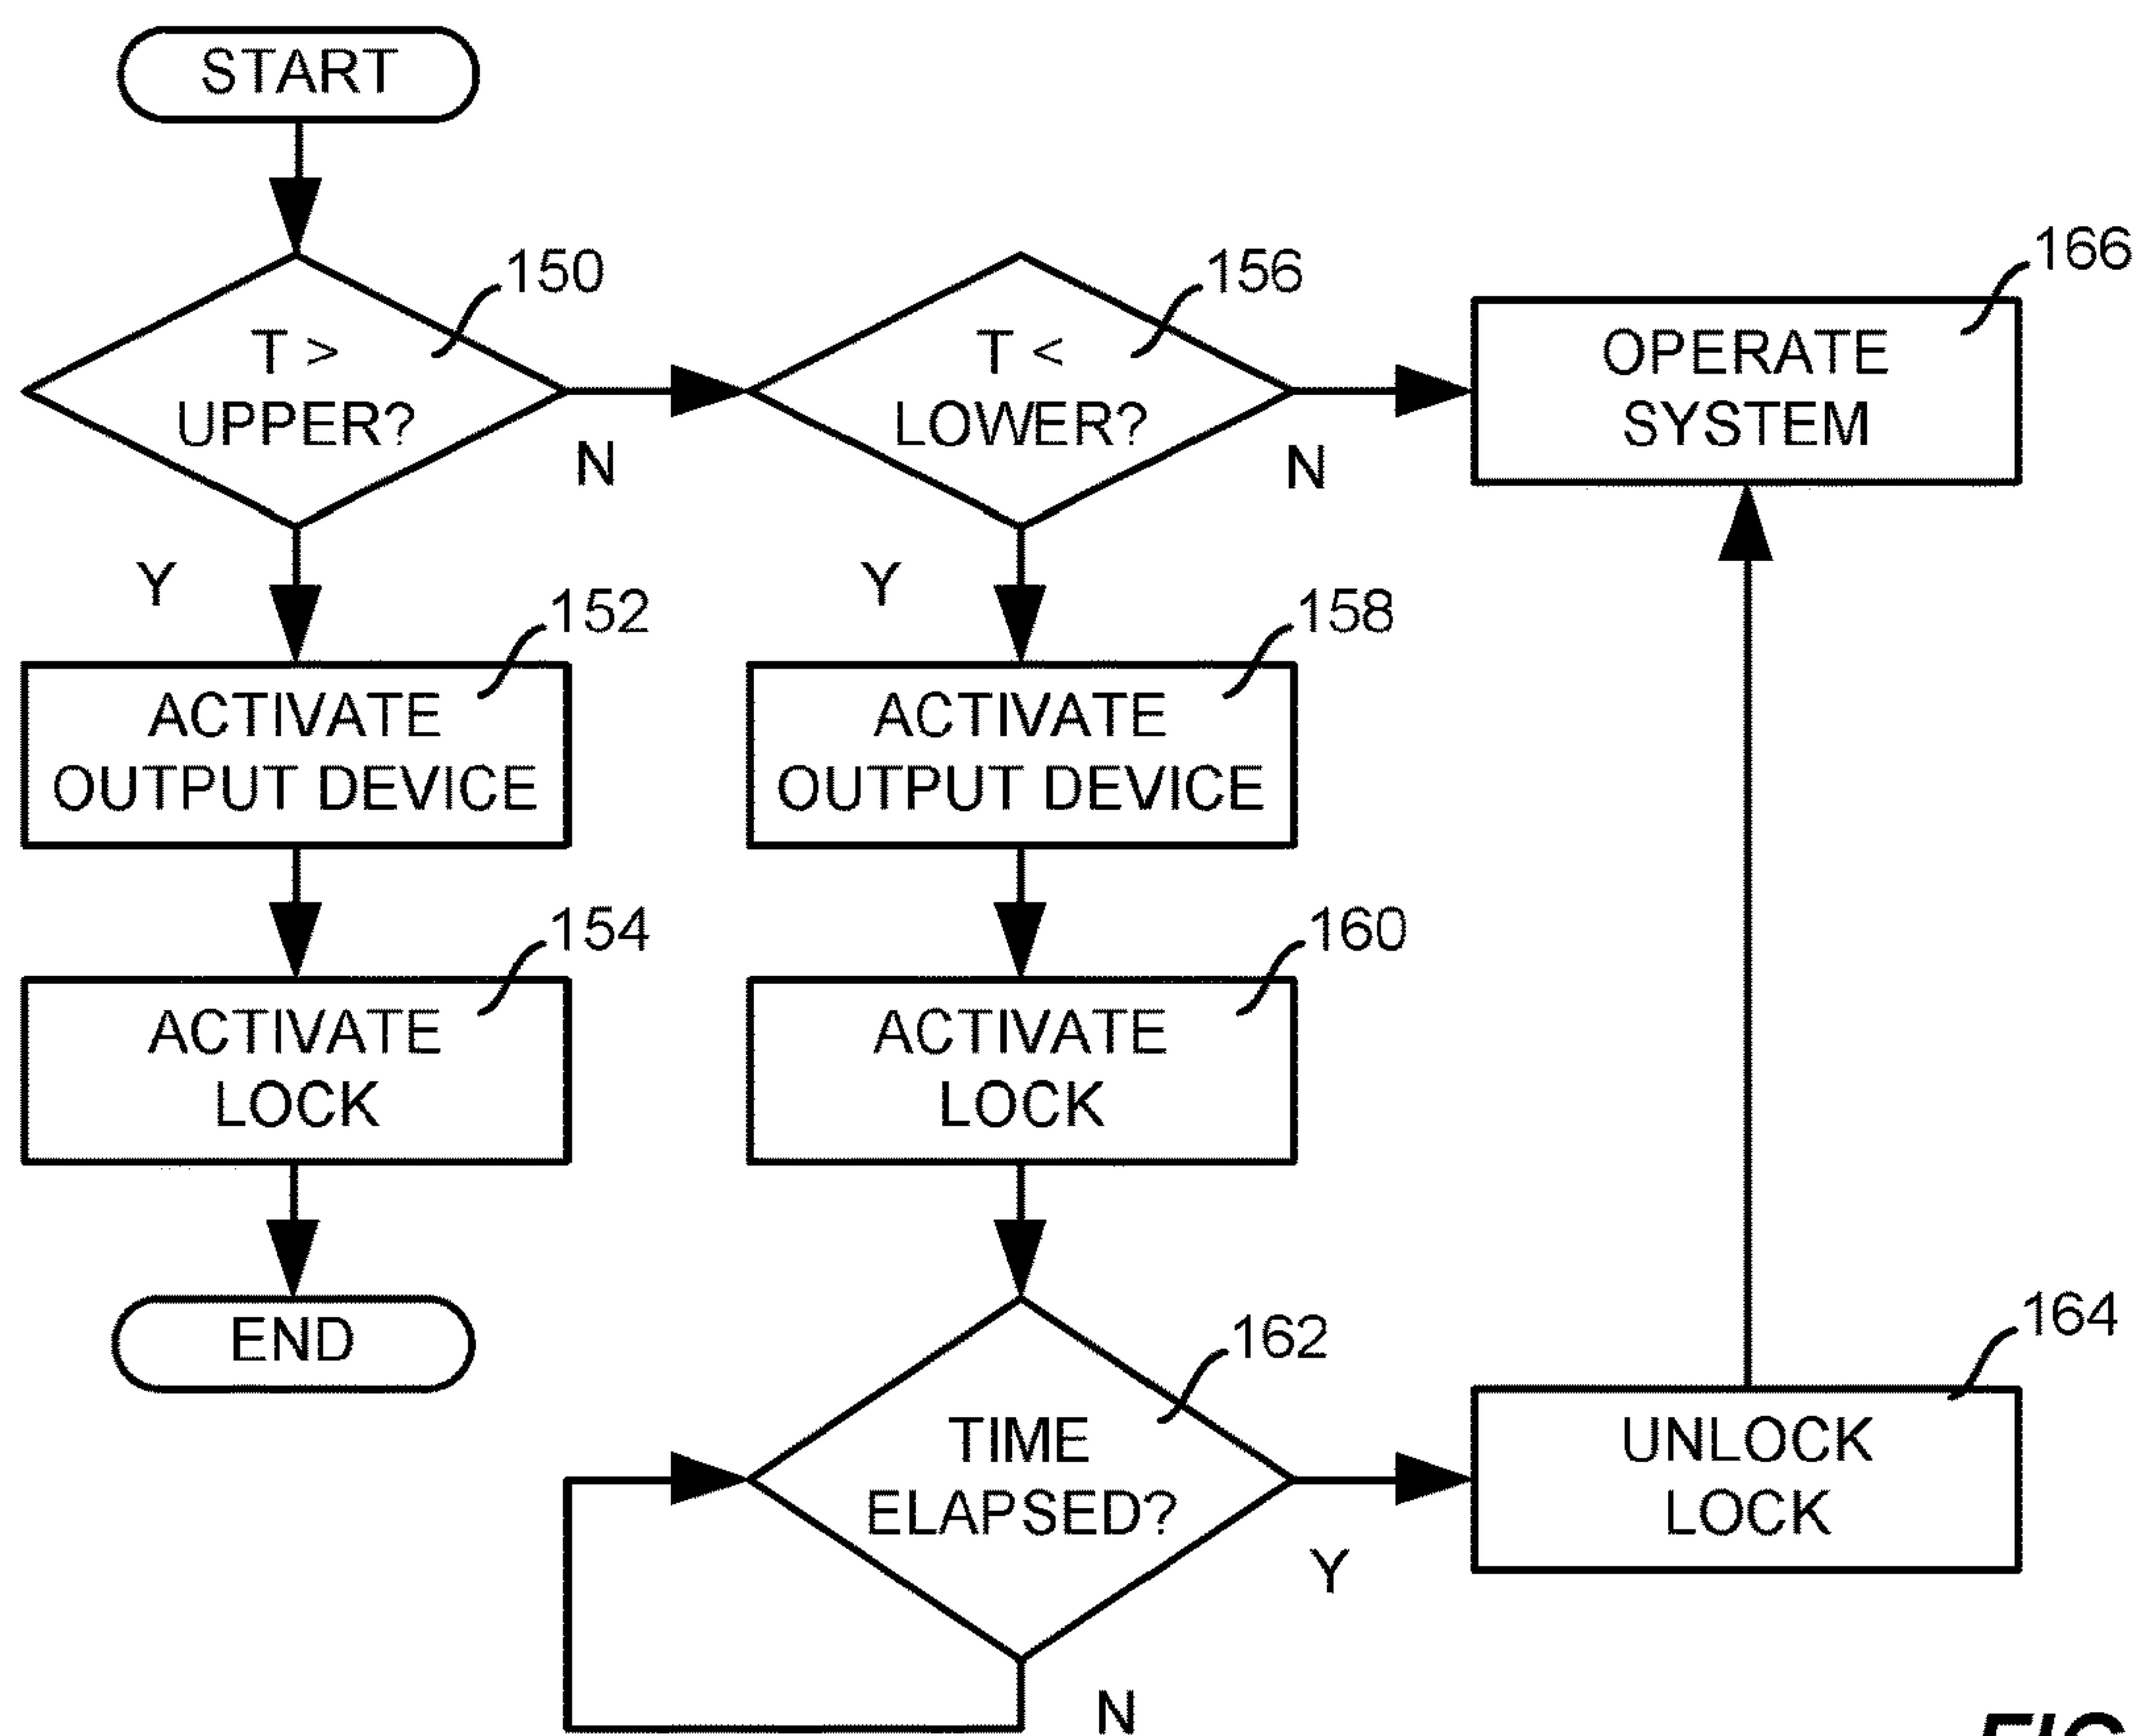 START
150
T >
UPPER?
N
Y
156
T <
LOWER?
N
Y
166
OPERATE
SYSTEM
152
ACTIVATE
OUTPUT DEVICE
158
ACTIVATE
OUTPUT DEVICE
154
ACTIVATE
LOCK
160
ACTIVATE
LOCK
END
162
TIME
ELAPSED?
Y
N
164
UNLOCK
LOCK